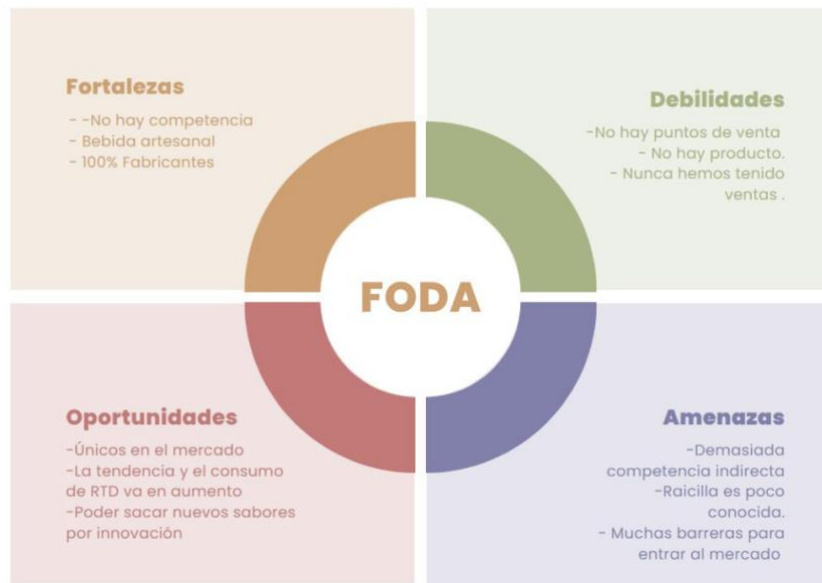 Fortalezas
- -No hay competencia
- Bebida artesanal
- 100% Fabricantes
Debilidades
-No hay puntos de venta
- No hay producto.
- Nunca hemos tenido
ventas .
FODA
Oportunidades
-Únicos en el mercado
-La tendencia y el consumo
de RTD va en aumento
-Poder sacar nuevos sabores
por innovación
Amenazas
-Demasiada
competencia indirecta
-Raicilla es poco
conocida.
- Muchas barreras para
entrar al mercado